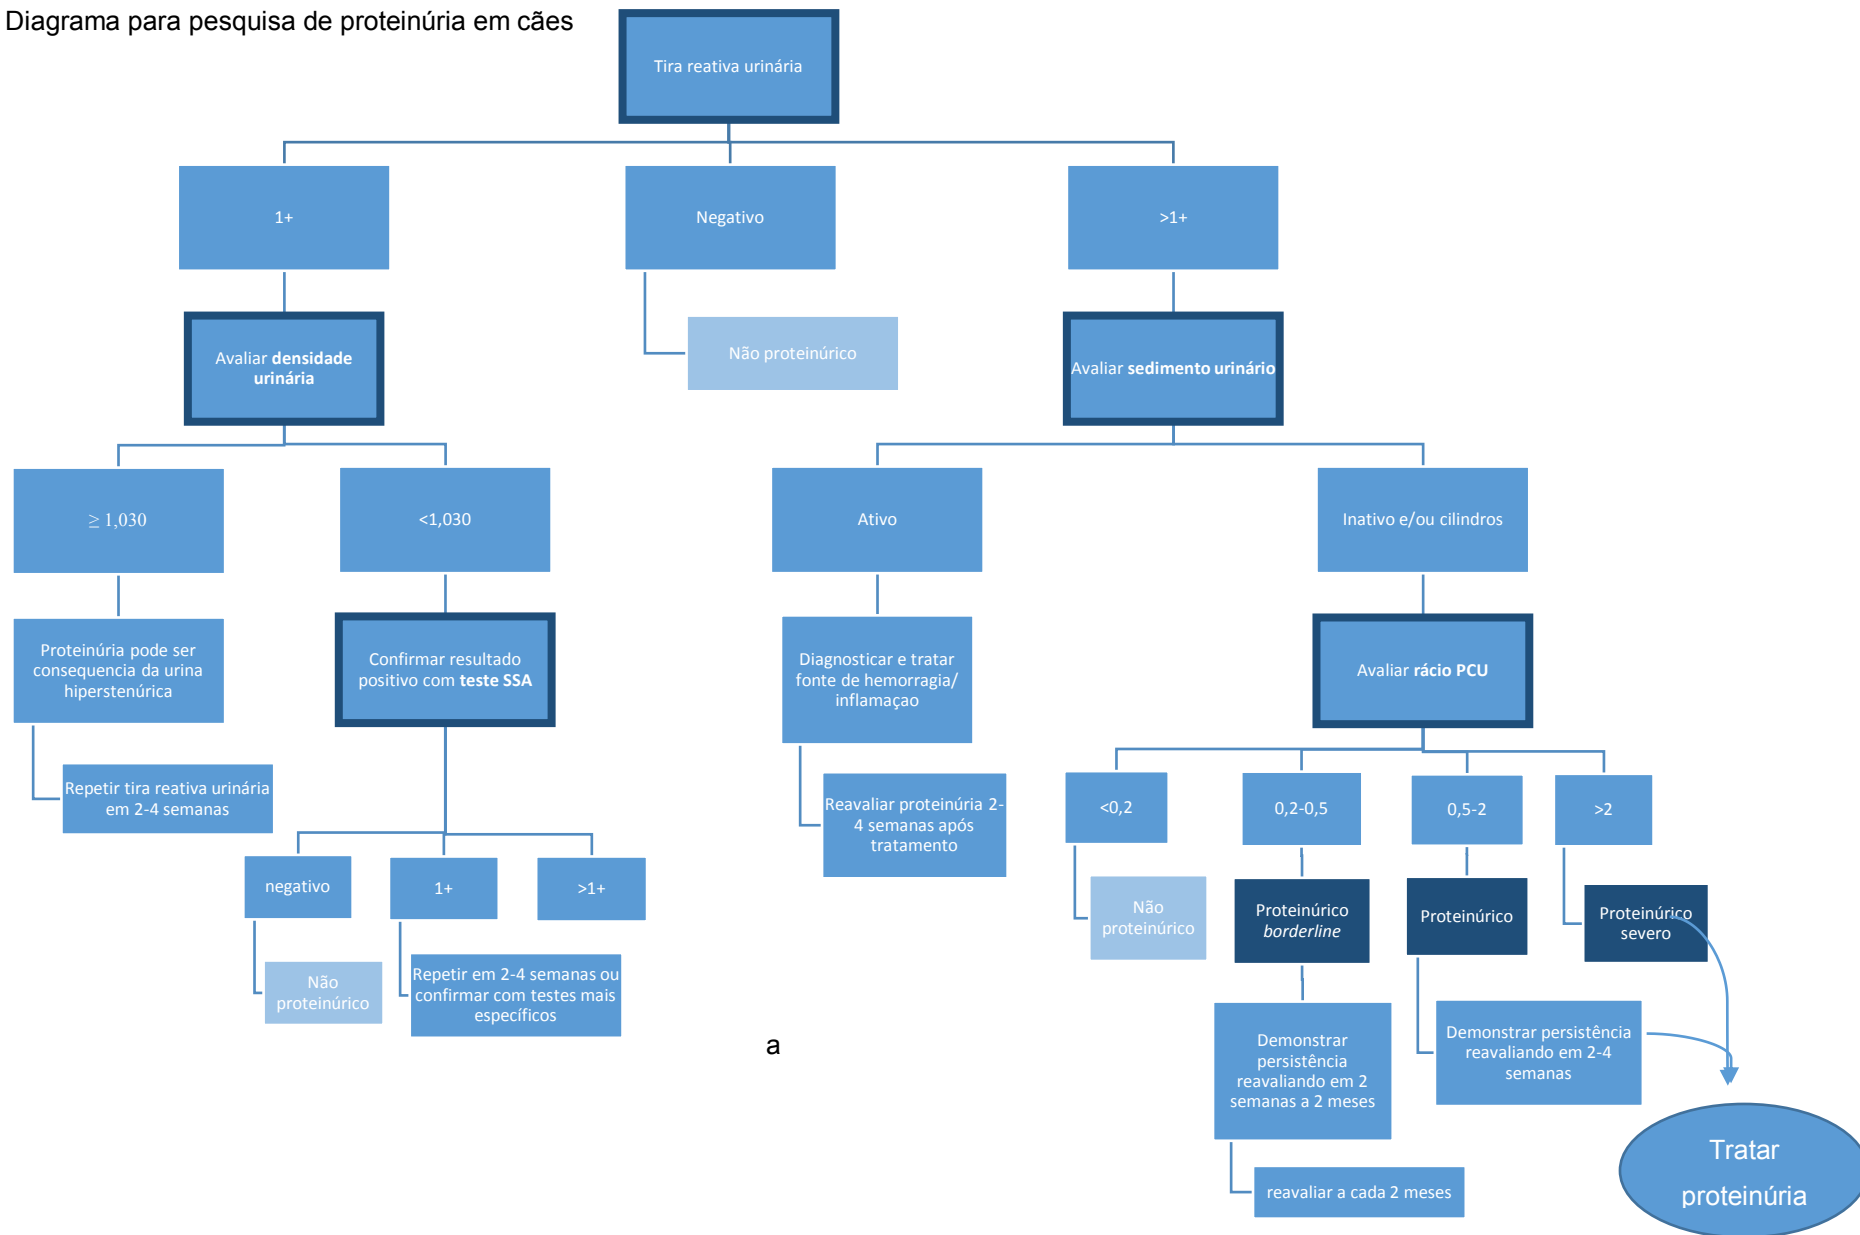 Diagrama para pesquisa de proteinúria em cães
Tira reativa urinária
1+
Negativo
>1+
Avaliar densidade
urinária
Não proteinúrico
Avaliar sedimento urinário
≥ 1,030
<1,030
Ativo
Inativo e/ou cilindros
Proteinúria pode ser
consequencia da urina
hiperstenúrica
Confirmar resultado
positivo com teste SSA
Diagnosticar e tratar
fonte de hemorragia/
inflamaçao
Avaliar rácio PCU
Repetir tira reativa urinária
em 2-4 semanas
Reavaliar proteinúria 2-
4 semanas após
tratamento
<0,2
0,2-0,5
0,5-2
>2
negativo
1+
>1+
Não
proteinúrico
Proteinúrico
borderline
Proteinúrico
Proteinúrico
severo
Não
proteinúrico
Repetir em 2-4 semanas ou
confirmar com testes mais
específicos
a
Demonstrar
persistência
reavaliando em 2
semanas a 2 meses
Demonstrar persistência
reavaliando em 2-4
semanas
reavaliar a cada 2 meses
Tratar
proteinúria